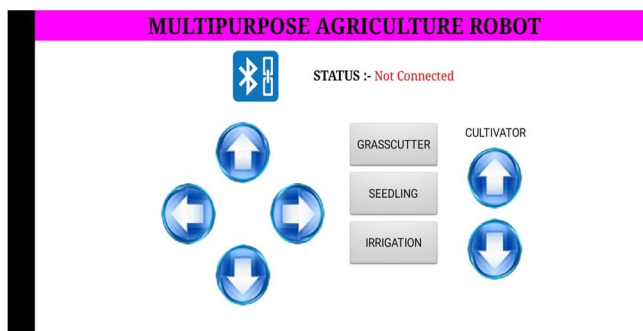 MULTIPURPOSE AGRICULTURE ROBOT
STATUS :- Not Connected
GRASSCUTTER
CULTIVATOR
SEEDLING
IRRIGATION